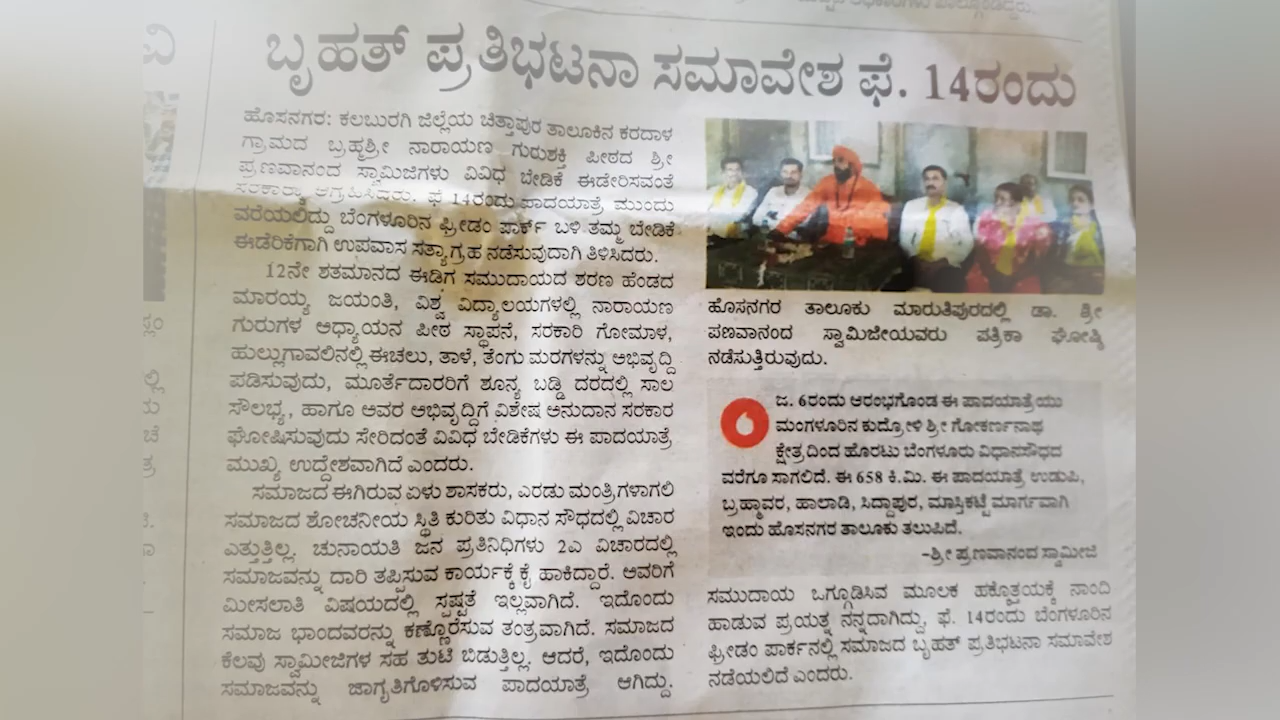 ಬೃಹತ್ ಪ್ರತಿಭಟನಾ ಸಮಾವೇಶ ಫೆ. 14ರಂದು
ಹೊಸನಗರ: ಕಲಬುರಗಿ ಜಿಲ್ಲೆಯ ಚಿತ್ತಾಪುರ ತಾಲೂಕಿನ ಕರದಾಳ
ಗ್ರಾಮದ ಬ್ರಹ್ಮಶ್ರೀ ನಾರಾಯಣ ಗುರುಶಕ್ತಿ ಪೀಠದ ಶ್ರೀ
ಪ್ರಣವಾನಂದ ಸ್ವಾಮಿಜಿಗಳು ವಿವಿಧ ಬೇಡಿಕೆ ಈಡೇರಿಸುವಂತೆ
ಫೆ 14ರಂದು ಪಾದಯಾತ್ರೆ ಮುಂದು
ವರೆಯಲಿದ್ದು ಬೆಂಗಳೂರಿನ ಫ್ರೀಡಂ ಪಾರ್ಕ್ ಬಳಿ ತಮ್ಮ ಬೇಡಿಕೆ
ಈಡೆರಿಕೆಗಾಗಿ ಉಪವಾಸ ಸತ್ಯಾಗ್ರಹ ನಡೆಸುವುದಾಗಿ ತಿಳಿಸಿದರು.
12ನೇ ಶತಮಾನದ ಈಡಿಗ ಸಮುದಾಯದ ಶರಣ ಹೆಂಡದ
ಮಾರಯ್ಯ ಜಯಂತಿ, ವಿಶ್ವ ವಿದ್ಯಾಲಯಗಳಲ್ಲಿ ನಾರಾಯಣ
ಗುರುಗಳ ಅಧ್ಯಾಯನ ಪೀಠ ಸ್ಥಾಪನೆ, ಸರಕಾರಿ ಗೋಮಾಳ,
ಹುಲ್ಲುಗಾವಲಿನಲ್ಲಿ ಈಚಲು, ತಾಳೆ, ತೆಂಗು ಮರಗಳನ್ನು ಅಭಿವೃದ್ದಿ
ಪಡಿಸುವುದು, ಮೂರ್ತೆದಾರರಿಗೆ ಶೂನ್ಯ ಬಡ್ಡಿ ದರದಲ್ಲಿ ಸಾಲ
ಸೌಲಭ್ಯ, ಹಾಗೂ ಅವರ ಅಭಿವೃದ್ದಿಗೆ ವಿಶೇಷ ಅನುದಾನ ಸರಕಾರ
ಘೋಷಿಸುವುದು ಸೇರಿದಂತೆ ವಿವಿಧ ಬೇಡಿಕೆಗಳು ಈ ಪಾದಯಾತ್ರೆ
ಮುಖ್ಯ ಉದ್ದೇಶವಾಗಿದೆ ಎಂದರು.
ಸಮಾಜದ ಈಗಿರುವ ಏಳು ಶಾಸಕರು, ಎರಡು ಮಂತ್ರಿಗಳಾಗಲಿ
ಸಮಾಜದ ಶೋಚನೀಯ ಸ್ಥಿತಿ ಕುರಿತು ವಿಧಾನ ಸೌಧದಲ್ಲಿ ವಿಚಾರ
ಎತ್ತುತ್ತಿಲ್ಲ. ಚುನಾಯತಿ ಜನ ಪ್ರತಿನಿಧಿಗಳು 2ಎ ವಿಚಾರದಲ್ಲಿ
ಸಮಾಜವನ್ನು ದಾರಿ ತಪ್ಪಿಸುವ ಕಾರ್ಯಕ್ಕೆ ಕೈ ಹಾಕಿದ್ದಾರೆ. ಅವರಿಗೆ
ಮೀಸಲಾತಿ ವಿಷಯದಲ್ಲಿ ಸ್ಪಷ್ಟತೆ ಇಲ್ಲವಾಗಿದೆ. ಇದೊಂದು
ಸಮಾಜ ಭಾಂದವರನ್ನು ಕಣ್ಣೊರೆಸುವ ತಂತ್ರವಾಗಿದೆ. ಸಮಾಜದ
ಕೆಲವು ಸ್ವಾಮೀಜಿಗಳ ಸಹ ತುಟಿ ಬಿಡುತ್ತಿಲ್ಲ. ಆದರೆ, ಇದೊಂದು
ಸಮಾಜವನ್ನು ಜಾಗೃತಿಗೊಳಿಸುವ ಪಾದಯಾತ್ರೆ ಆಗಿದ್ದು.
ಹೊಸನಗರ ತಾಲೂಕು ಮಾರುತಿಪುರದಲ್ಲಿ ಡಾ. ಶ್ರೀ
ಪಣವಾನಂದ ಸ್ವಾಮಿಜೀಯವರು ಪತ್ರಿಕಾ ಘೋಷ್ಠಿ
ನಡೆಸುತ್ತಿರುವುದು.
ಜ. 6ರಂದು ಆರಂಭಗೊಂಡ ಈ ಪಾದಯಾತ್ರೆಯು
ಮಂಗಳೂರಿನ ಕುದ್ರೋಳಿ ಶ್ರೀ ಗೋಕರ್ಣನಾಥ
ಕ್ಷೇತ್ರದಿಂದ ಹೊರಟು ಬೆಂಗಳೂರು ವಿಧಾನಸೌಧದ
ವರೆಗೂ ಸಾಗಲಿದೆ. ಈ 658 ಕಿ.ಮಿ. ಈ ಪಾದಯಾತ್ರೆ ಉಡುಪಿ,
ಬ್ರಹ್ಮಾವರ, ಹಾಲಾಡಿ, ಸಿದ್ದಾಪುರ, ಮಾಸ್ತಿಕಟ್ಟೆ ಮಾರ್ಗವಾಗಿ
ಇಂದು ಹೊಸನಗರ ತಾಲೂಕು ತಲುಪಿದೆ.
-ಶ್ರೀ ಪ್ರಣವಾನಂದ ಸ್ವಾಮೀಜಿ
ಸಮುದಾಯ ಒಗ್ಗೂಡಿಸಿವ ಮೂಲಕ ಹಕ್ಕೊತ್ತಯಕ್ಕೆ ನಾಂದಿ
ಹಾಡುವ ಪ್ರಯತ್ನ ನನ್ನದಾಗಿದ್ದು, ಫೆ. 14ರಂದು ಬೆಂಗಳೂರಿನ
ಫ್ರೀಡಂ ಪಾರ್ಕನಲ್ಲಿ ಸಮಾಜದ ಬೃಹತ್ ಪ್ರತಿಭಟನಾ ಸಮಾವೇಶ
ನಡೆಯಲಿದೆ ಎಂದರು.